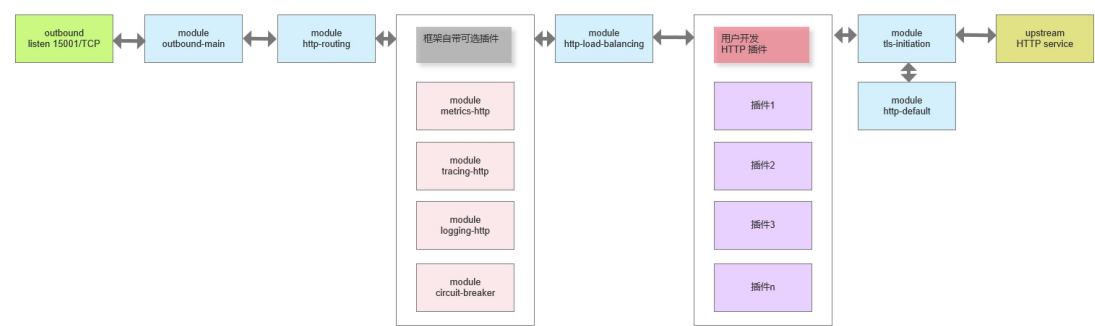 outbound
listen 15001/TCP
module
outbound-main
module
http-routing
框架自带可选插件
module
metrics-http
module
tracing-http
module
logging-http
module
circuit-breaker
module
http-load-balancing
用户开发
HTTP 插件
插件1
插件2
插件3
插件n
module
tls-initiation
module
http-default
upstream
HTTP service